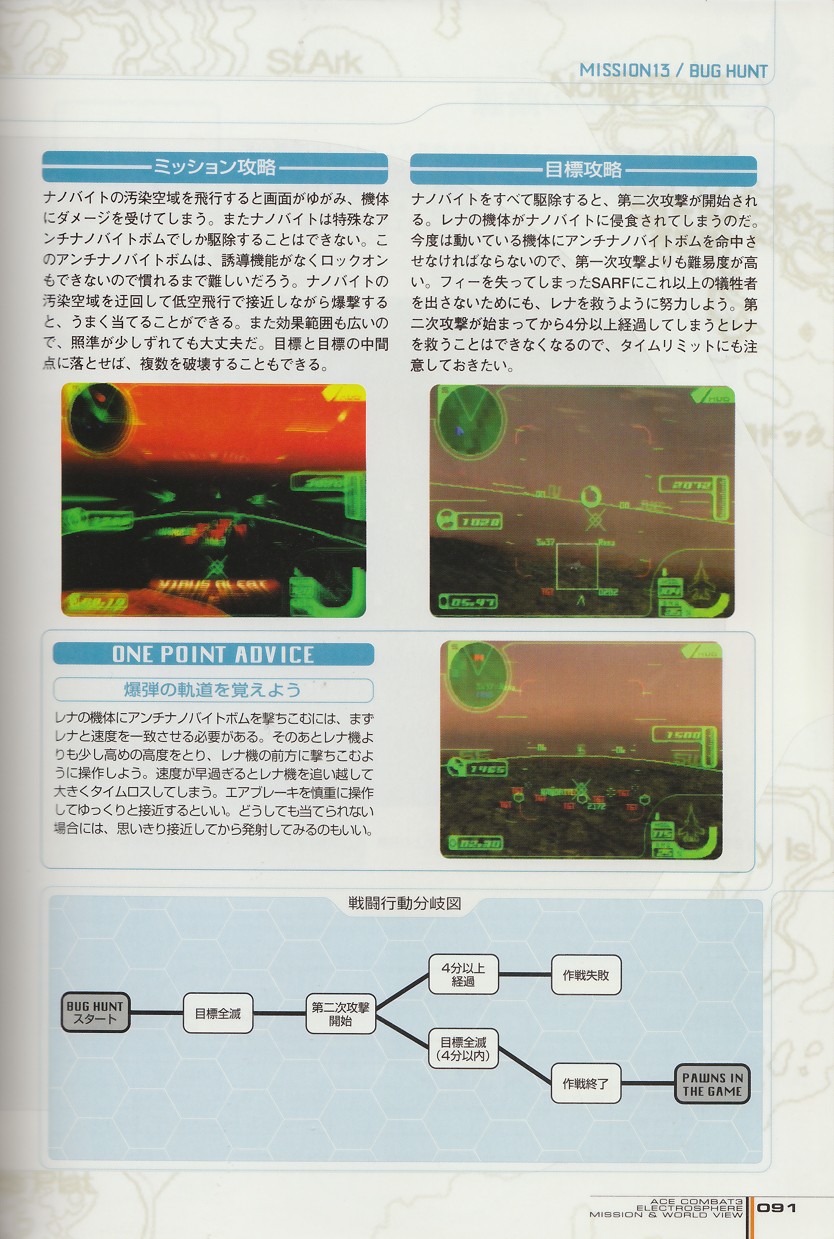 St.Ark
MISSION13 / BUG HUNT
ミッション攻略
ナノバイトの汚染空域を飛行すると画面がゆがみ、機体
にダメージを受けてしまう。またナノバイトは特殊なア
ンチナノバイトボムでしか駆除することはできない。こ
のアンチナノバイトボムは、誘導機能がなくロックオン
もできないので慣れるまで難しいだろう。ナノバイトの
汚染空域を迂回して低空飛行で接近しながら爆撃する
と、うまく当てることができる。また効果範囲も広いの
で、照準が少しずれても大丈夫だ。目標と目標の中間
点に落とせば、複数を破壊することもできる。
目標攻略
ナノバイトをすべて駆除すると、第二次攻撃が開始され
る。レナの機体がナノバイトに侵食されてしまうのだ。
今度は動いている機体にアンチナノバイトボムを命中さ
せなければならないので、第一次攻撃よりも難易度が高
い。フィーを失ってしまったSARFにこれ以上の犠牲者
を出さないためにも、レナを救うように努力しよう。第
二次攻撃が始まってから4分以上経過してしまうとレナ
を救うことはできなくなるので、タイムリミットにも注
意しておきたい。
VIRUS ALERT
2072
1028
Su37 Rena
TGT 0282
05.47
ONE POINT ADVICE
爆弾の軌道を覚えよう
レナの機体にアンチナノバイトボムを撃ちこむには、まず
レナと速度を一致させる必要がある。そのあとレナ機よ
りも少し高めの高度をとり、レナ機の前方に撃ちこむよ
うに操作しよう。速度が早過ぎるとレナ機を追い越して
大きくタイムロスしてしまう。エアブレーキを慎重に操作
してゆっくりと接近するといい。どうしても当てられない
場合には、思いきり接近してから発射してみるのもいい。
1500
1965
2172
02.30
戦闘行動分岐図
BUG HUNT
スタート
目標全滅
第二次攻撃
開始
4分以上
経過
作戦失敗
目標全滅
(4分以内)
作戦終了
PAWNS IN
THE GAME
ACE COMBAT3
ELECTROSPHERE
MISSION & WORLD VIEW
091